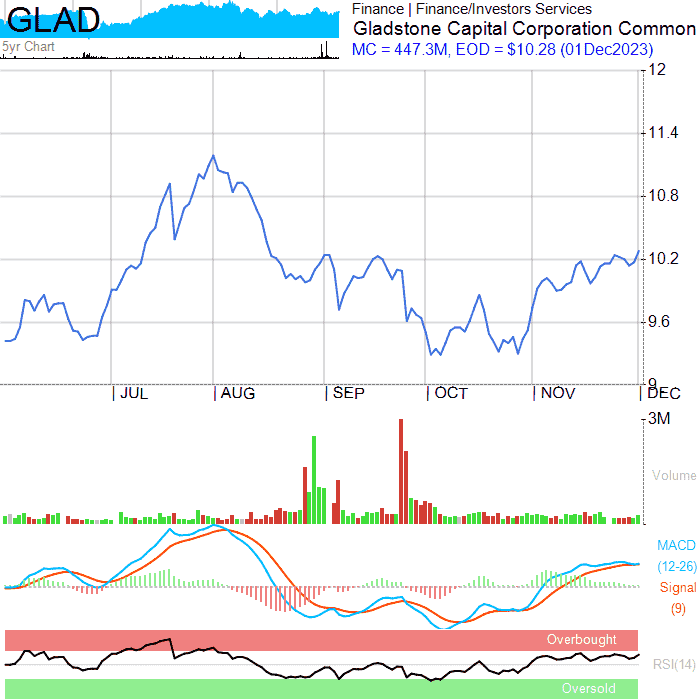 GLAD
5yr Chart
Finance | Finance/Investors Services
Gladstone Capital Corporation Common
MC = 447.3M, EOD = $10.28 (01Dec2023)
12
11.4
10.8
10.2
9.6
9
JUL
AUG
SEP
OCT
NOV
DEC
3M
Volume
MACD
(12-26)
Signal
(9)
Overbought
RSI(14)
Oversold